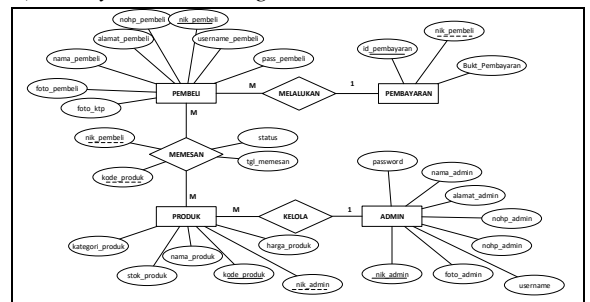 nohp_pembeli
nik_pembeli
nik_pembeli
alamat_pembeli
username_pembeli
id_pembayaran
nama_pembeli
pass_pembeli
Bukt_Pembayaran
foto_pembeli
PEMBELI
M
MELALUKAN
1
PEMBAYARAN
foto_ktp
M
nik_pembeli
status
MEMESAN
password
kode_produk
tgl_memesan
nama_admin
alamat_admin
M
PRODUK
M
KELOLA
1
ADMIN
nohp_admin
kategori_produk
harga_produk
nohp_admin
nama_produk
stok_produk
kode_produk
nik_admin
foto_admin
nik_admin
username